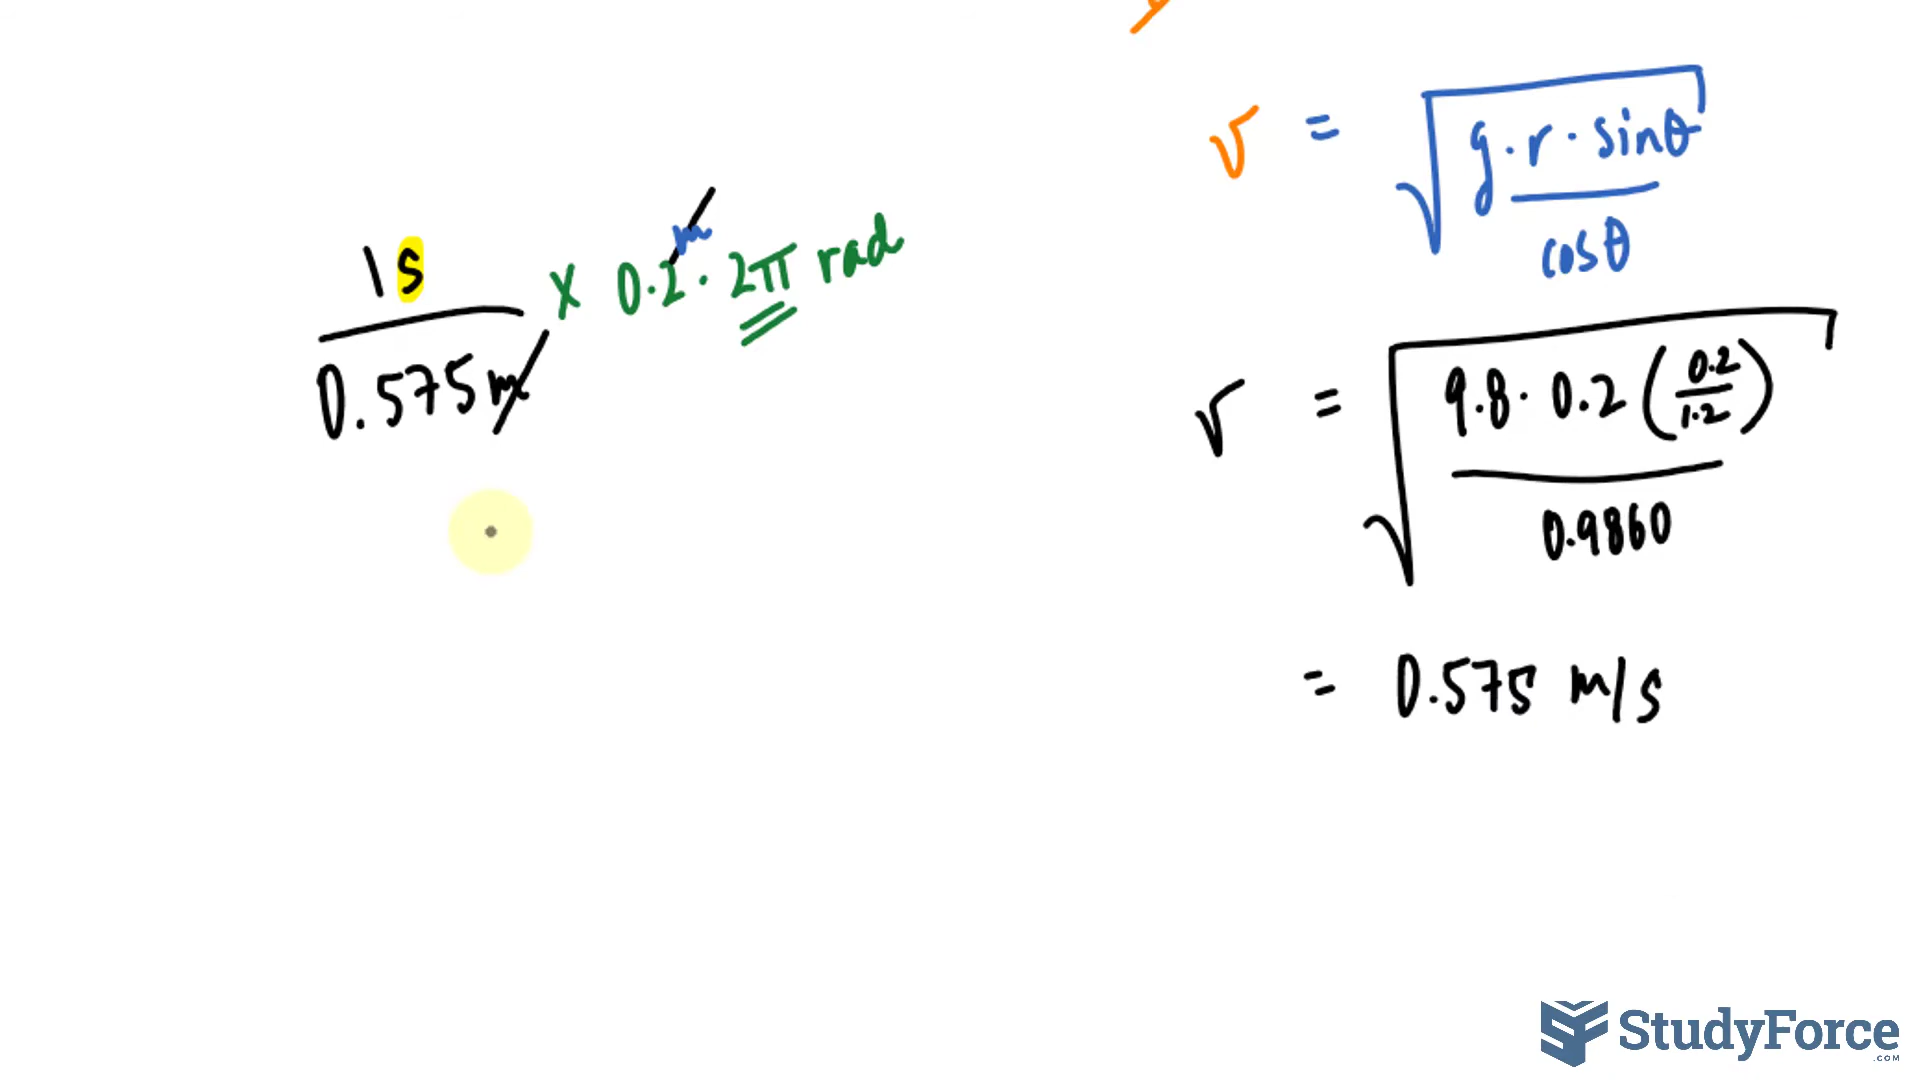 1 s / 0.575 m × 0.2 m · 2π rad
v = √(g · r · sinθ / cosθ)
v = √(9.8 · 0.2 (0.2/1.2) / 0.9860)
= 0.575 m/s
StudyForce
.COM